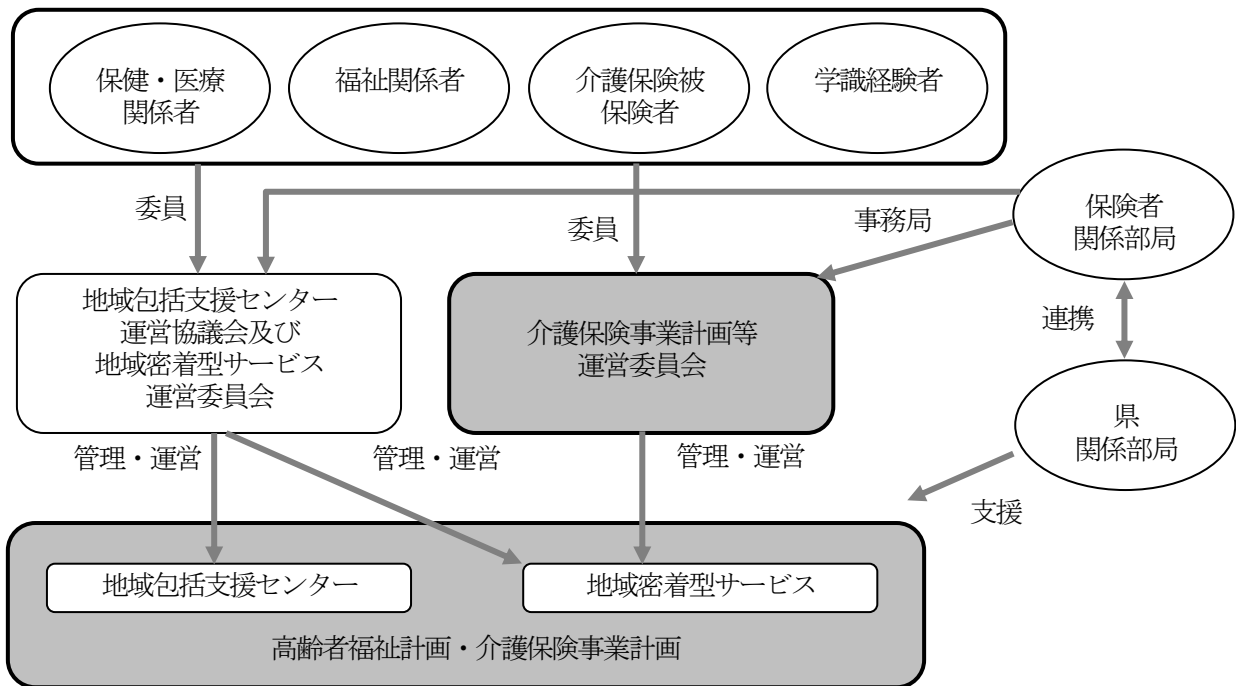 保健・医療
関係者
福祉関係者
介護保険被
保険者
学識経験者
委員
委員
事務局
保険者
関係部局
連携
県
関係部局
支援
地域包括支援センター
運営協議会及び
地域密着型サービス
運営委員会
介護保険事業計画等
運営委員会
管理・運営
管理・運営
管理・運営
地域包括支援センター
地域密着型サービス
高齢者福祉計画・介護保険事業計画